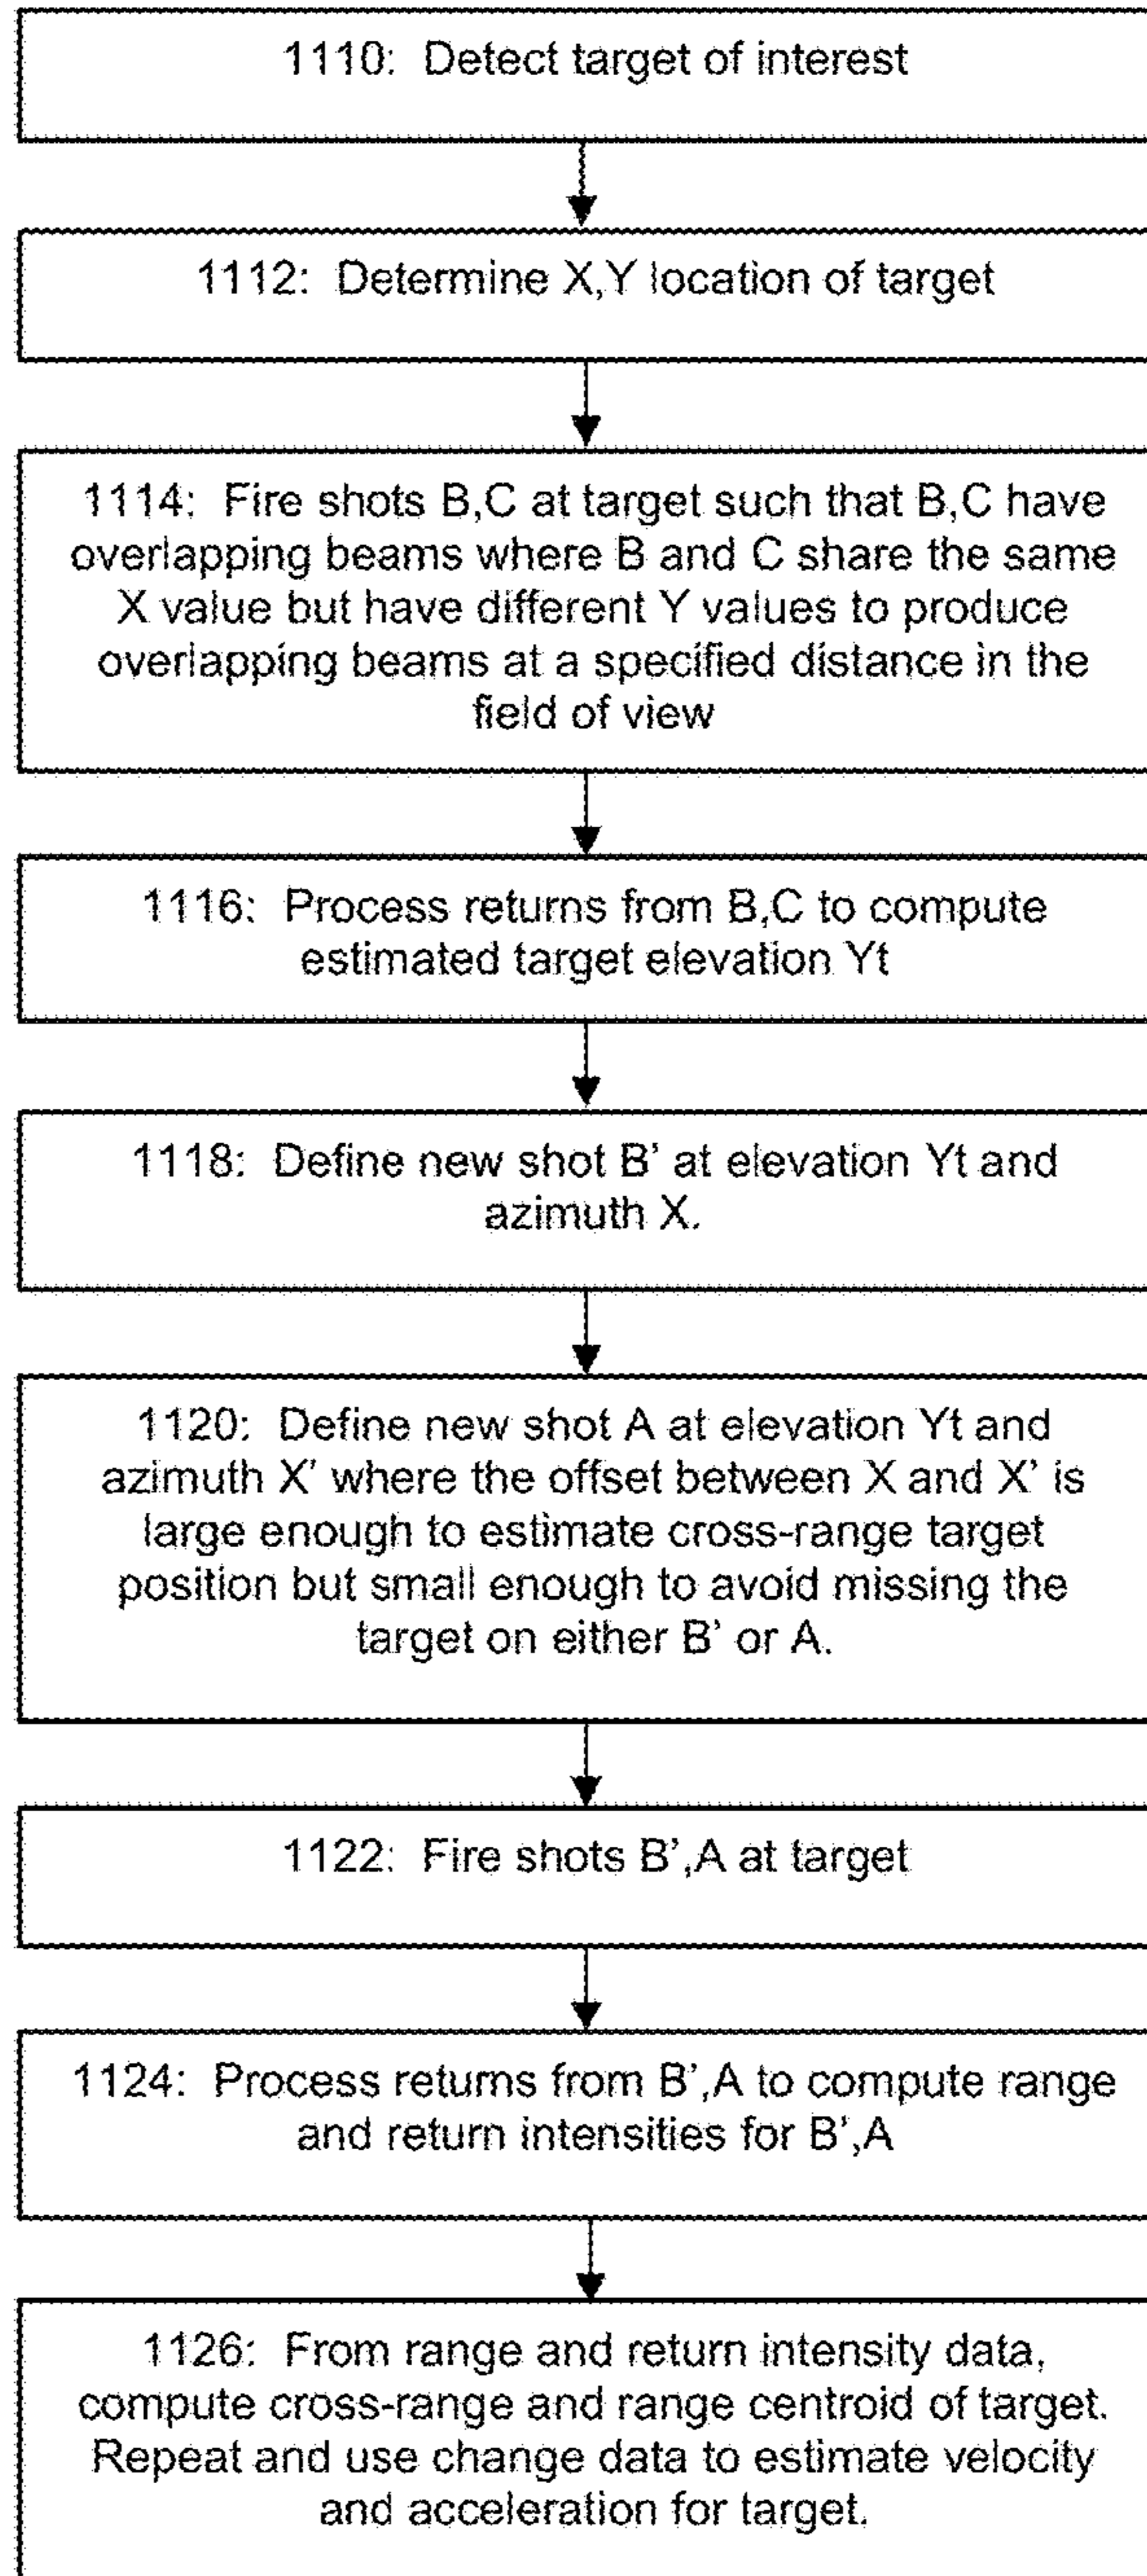 1110: Detect target of interest
1112: Determine X,Y location of target
1114: Fire shots B,C at target such that B,C have
overlapping beams where B and C share the same
X value but have different Y values to produce
overlapping beams at a specified distance in the
field of view
1116: Process returns from B,C to compute
estimated target elevation Yt
1118: Define new shot B' at elevation Yt and
azimuth X.
1120: Define new shot A at elevation Yt and
azimuth X' where the offset between X and X' is
large enough to estimate cross-range target
position but small enough to avoid missing the
target on either B' or A.
1122: Fire shots B',A at target
1124: Process returns from B',A to compute range
and return intensities for B',A
1126: From range and return intensity data,
compute cross-range and range centroid of target.
Repeat and use change data to estimate velocity
and acceleration for target.